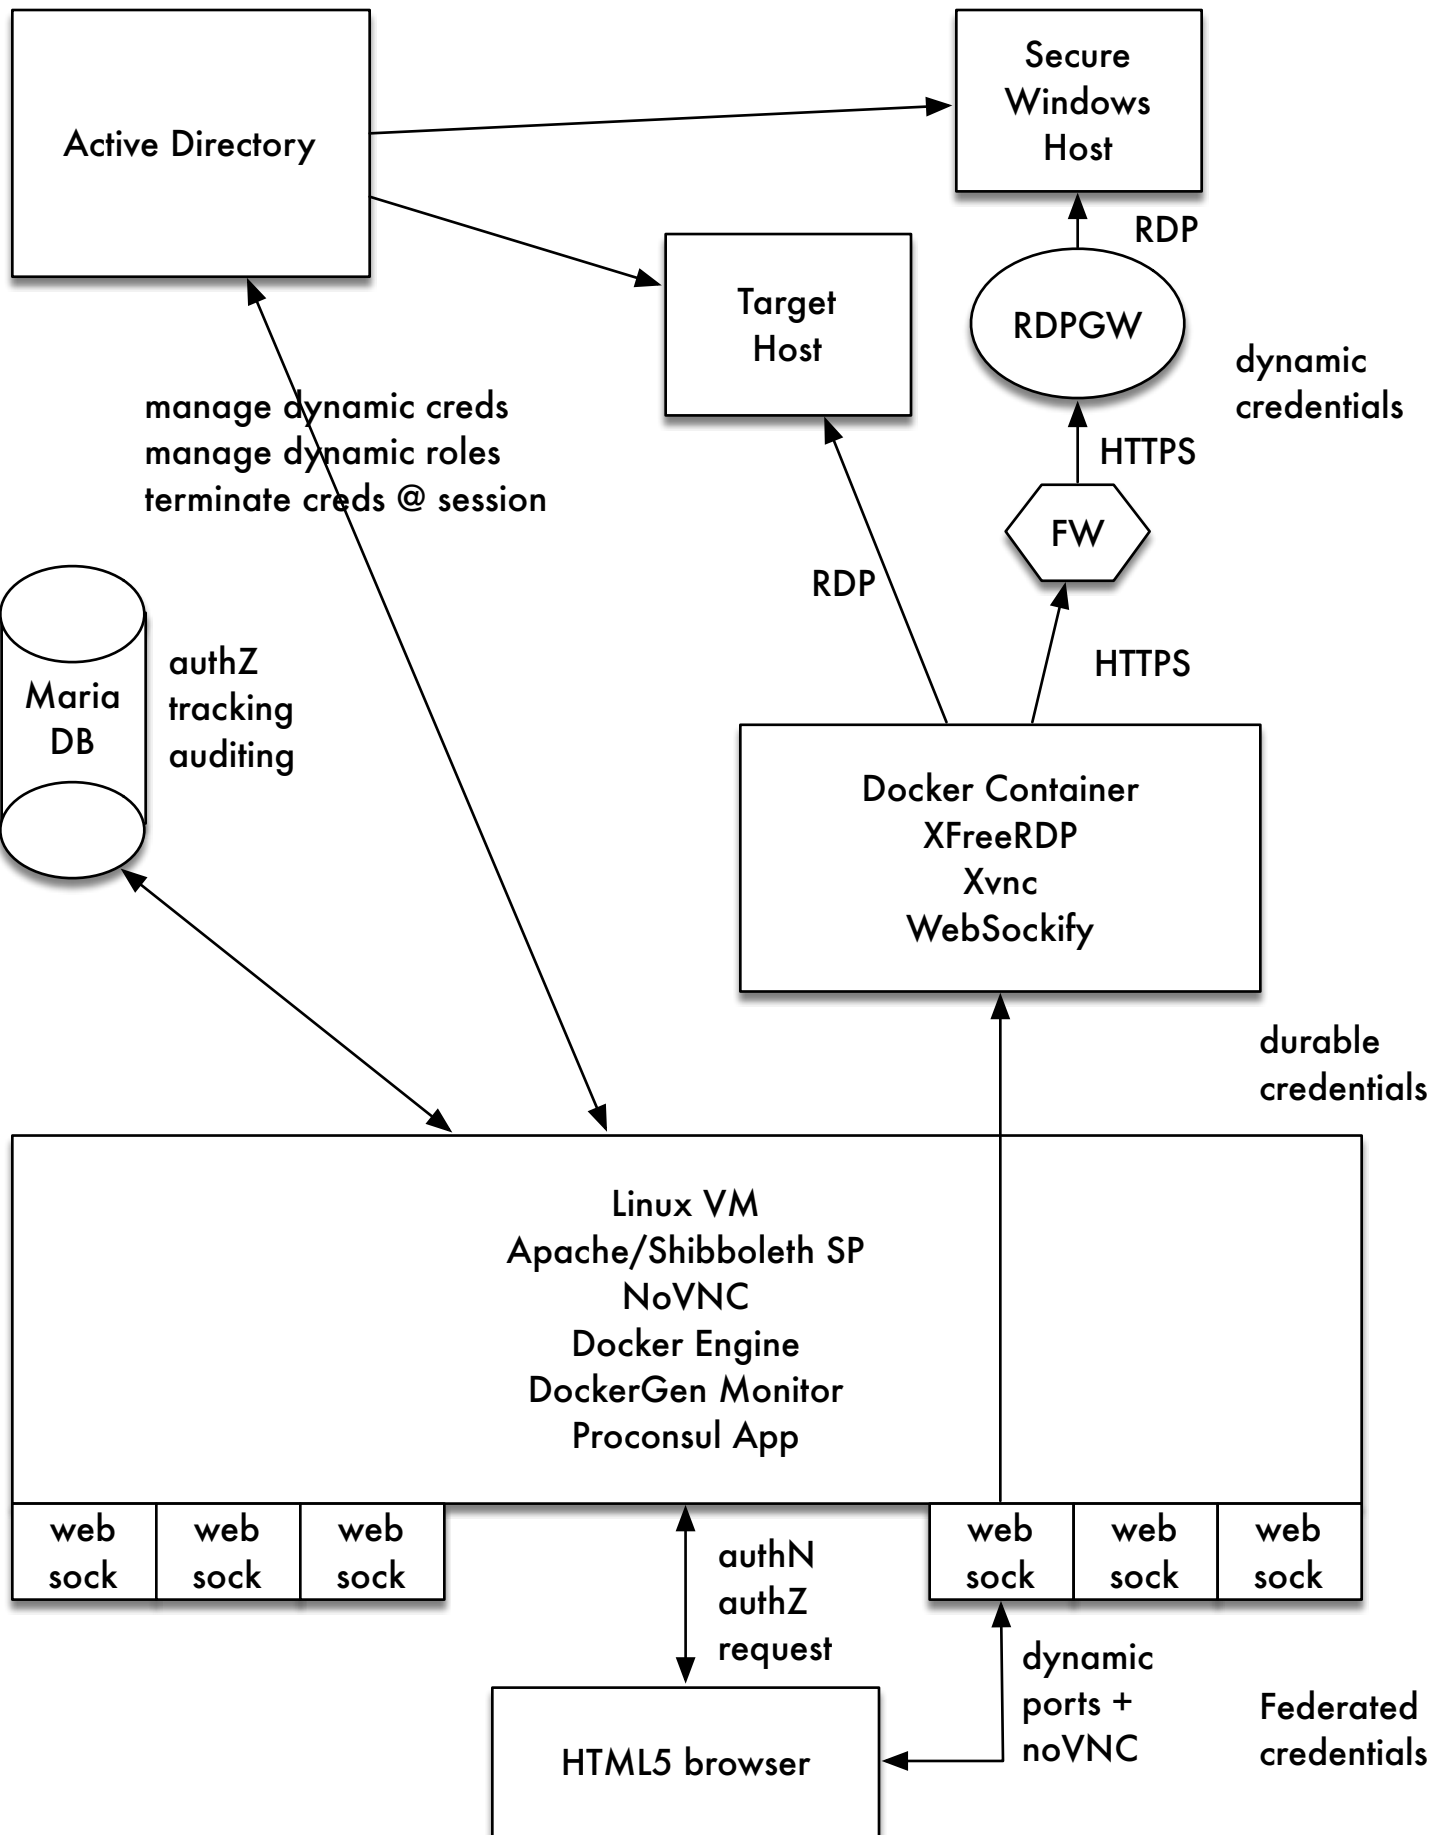 Active Directory
Secure
Windows
Host
RDP
Target
Host
RDPGW
dynamic
credentials
manage dynamic creds
manage dynamic roles
terminate creds @ session
HTTPS
FW
RDP
HTTPS
Maria
DB
authZ
tracking
auditing
Docker Container
XFreeRDP
Xvnc
WebSockify
durable
credentials
Linux VM
Apache/Shibboleth SP
NoVNC
Docker Engine
DockerGen Monitor
Proconsul App
web
sock
web
sock
web
sock
authN
authZ
request
web
sock
web
sock
web
sock
dynamic
ports +
noVNC
Federated
credentials
HTML5 browser